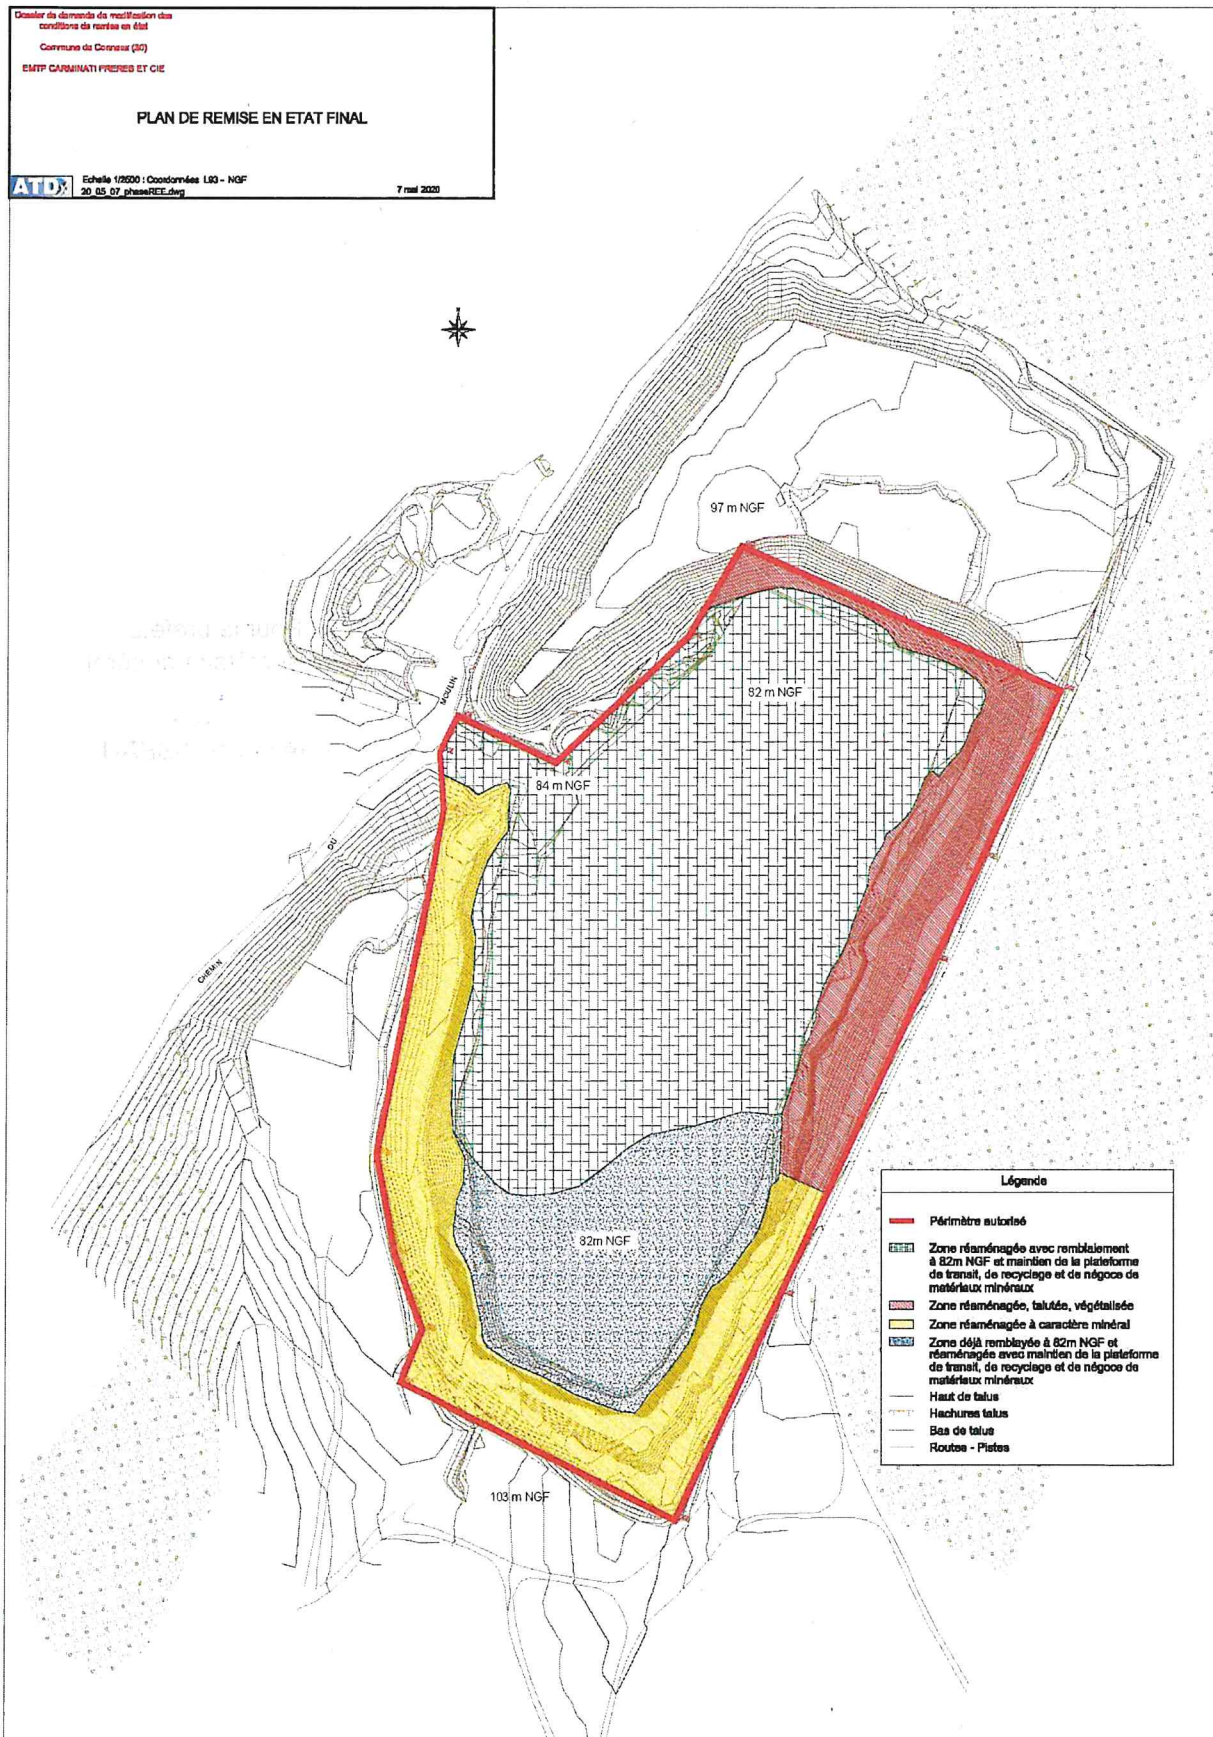 Dossier de demande de modification des
conditions de remise en état
Commune de Connaux (30)
EMTP CARMINATI FRERES ET CIE
PLAN DE REMISE EN ETAT FINAL
ATDx
Echelle 1/2500 : Coordonnées L93 - NGF
20_05_07_phaseREE.dwg
7 mai 2020
97 m NGF
82 m NGF
MOULIN
84 m NGF
DU
CHEMIN
82m NGF
103 m NGF
Légende
Périmètre autorisé
Zone réaménagée avec remblaiement
à 82m NGF et maintien de la plateforme
de transit, de recyclage et de négoce de
matériaux minéraux
Zone réaménagée, talutée, végétalisée
Zone réaménagée à caractère minéral
Zone déjà remblayée à 82m NGF et
réaménagée avec maintien de la plateforme
de transit, de recyclage et de négoce de
matériaux minéraux
Haut de talus
Hachures talus
Bas de talus
Routes - Pistes